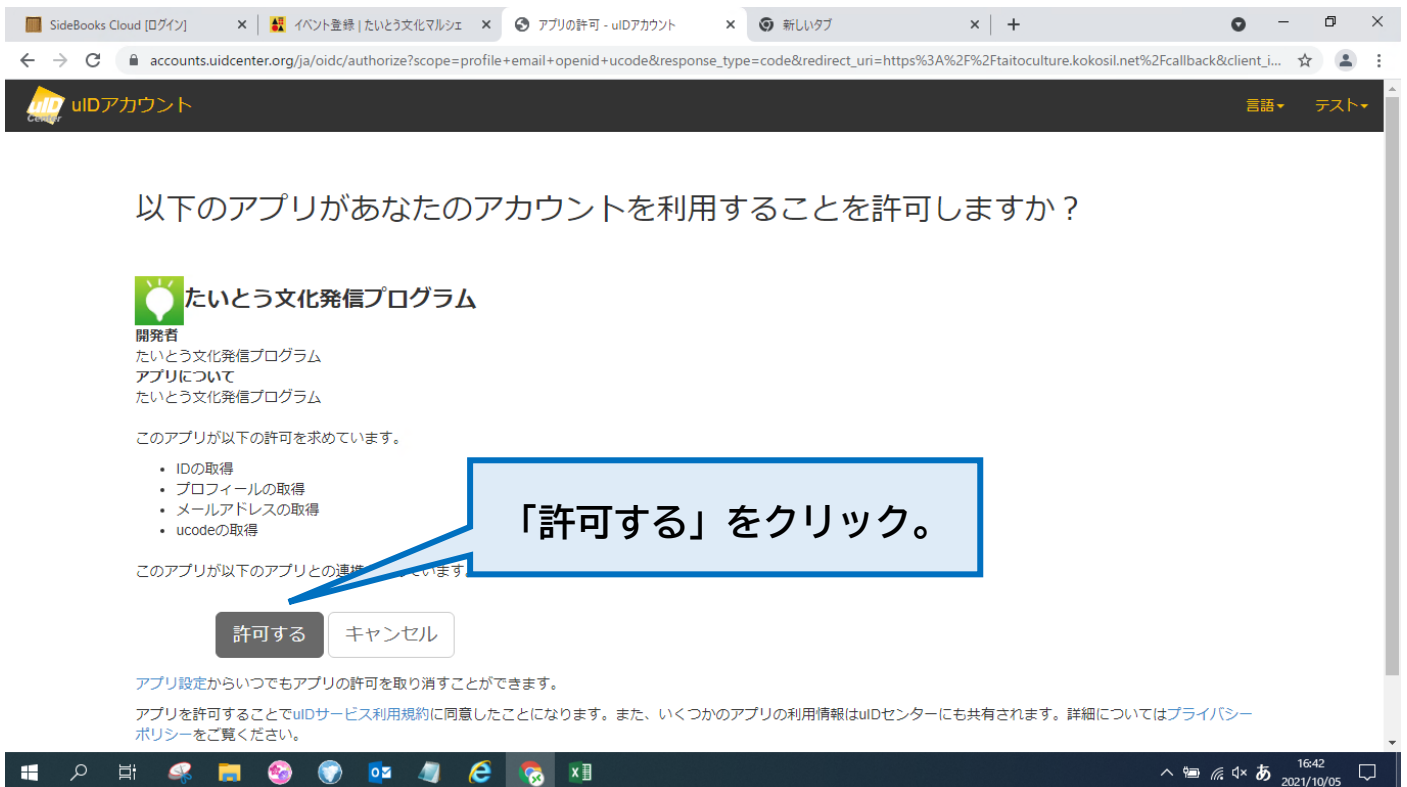 SideBooks Cloud [ログイン]
イベント登録 | たいとう文化マルシェ
アプリの許可 - uIDアカウント
新しいタブ
accounts.uidcenter.org/ja/oidc/authorize?scope=profile+email+openid+ucode&response_type=code&redirect_uri=https%3A%2F%2Ftaitoculture.kokosil.net%2Fcallback&client_i...
uID Center uIDアカウント
言語 テスト
以下のアプリがあなたのアカウントを利用することを許可しますか？
たいとう文化発信プログラム
開発者
たいとう文化発信プログラム
アプリについて
たいとう文化発信プログラム
このアプリが以下の許可を求めています。
• IDの取得
• プロフィールの取得
• メールアドレスの取得
• ucodeの取得
「許可する」をクリック。
このアプリが以下のアプリとの連携 ています。
許可する キャンセル
アプリ設定からいつでもアプリの許可を取り消すことができます。
アプリを許可することでuIDサービス利用規約に同意したことになります。また、いくつかのアプリの利用情報はuIDセンターにも共有されます。詳細についてはプライバシー
ポリシーをご覧ください。
あ
16:42
2021/10/05